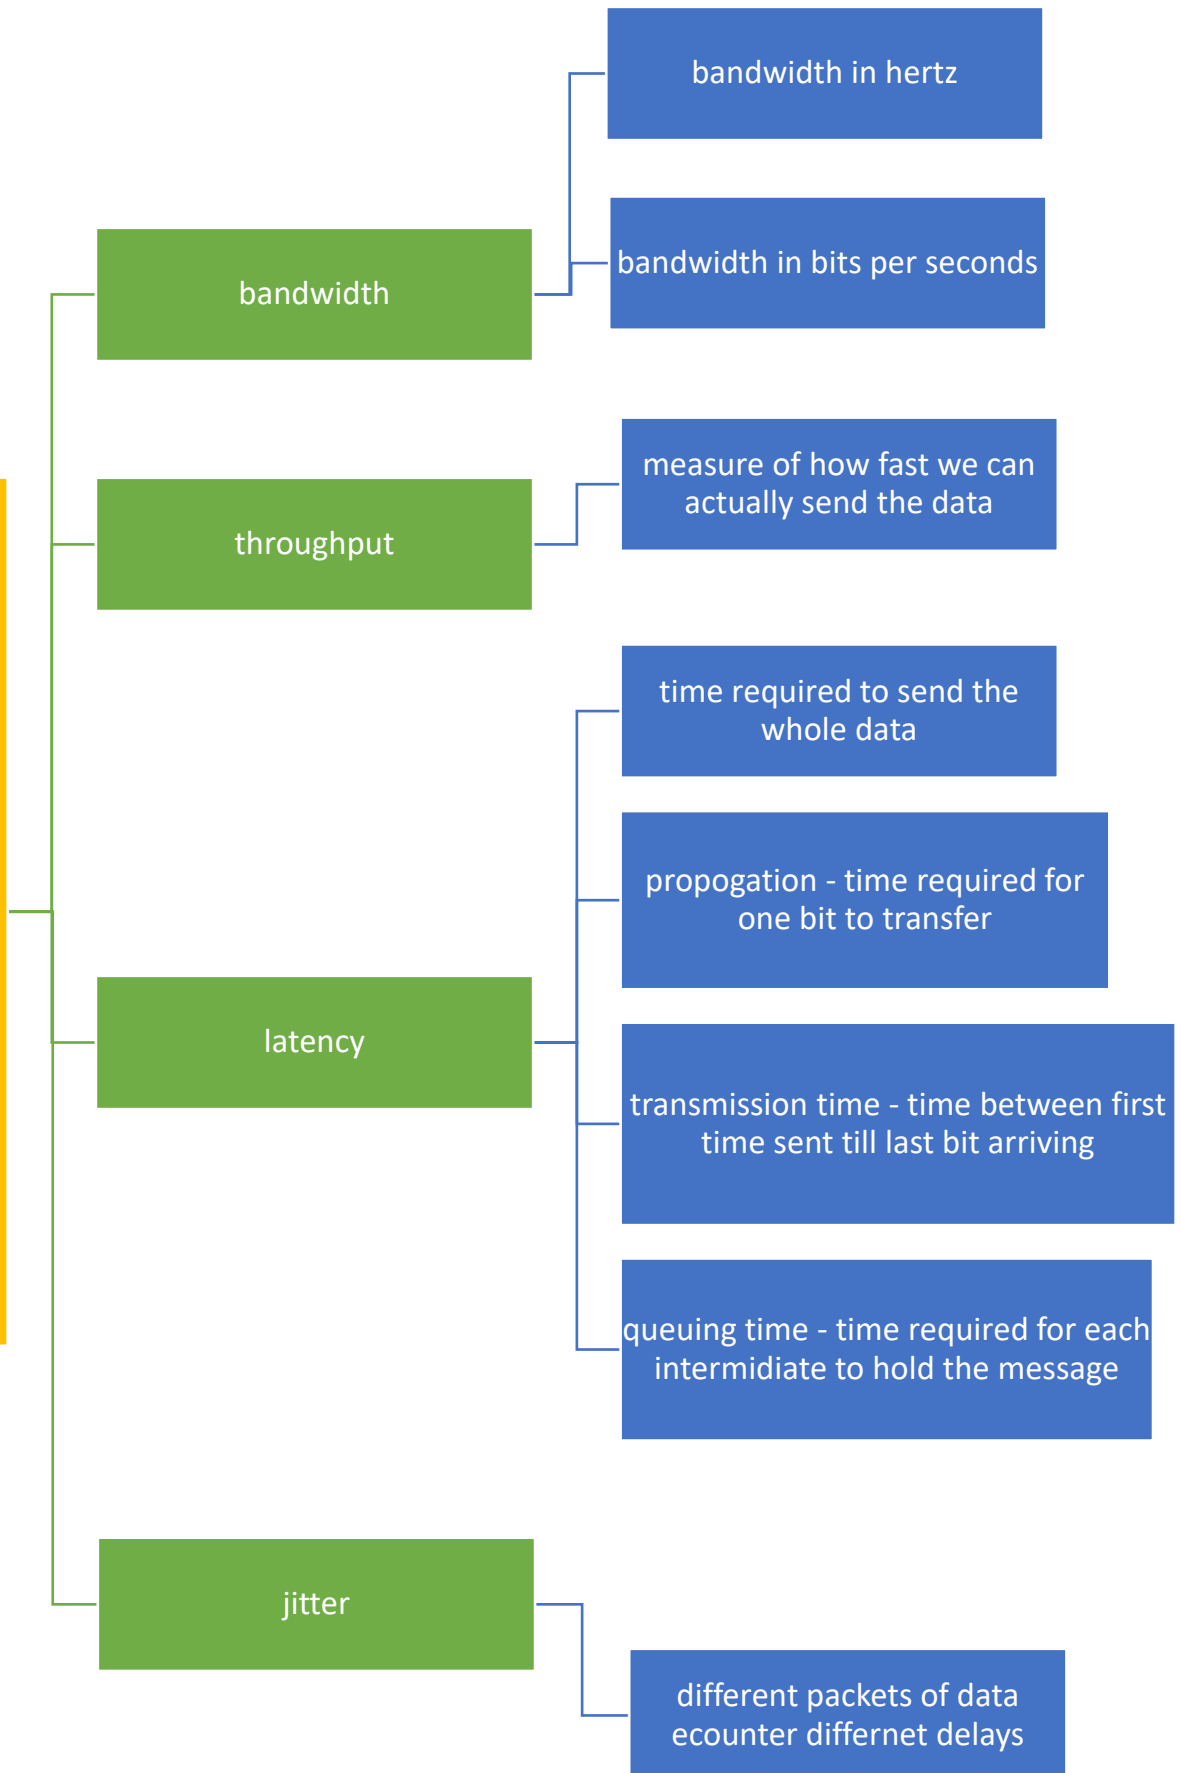 bandwidth in hertz
bandwidth in bits per seconds
bandwidth
measure of how fast we can
actually send the data
throughput
time required to send the
whole data
propogation - time required for
one bit to transfer
latency
transmission time - time between first
time sent till last bit arriving
queuing time - time required for each
intermidiate to hold the message
jitter
different packets of data
ecounter differnet delays